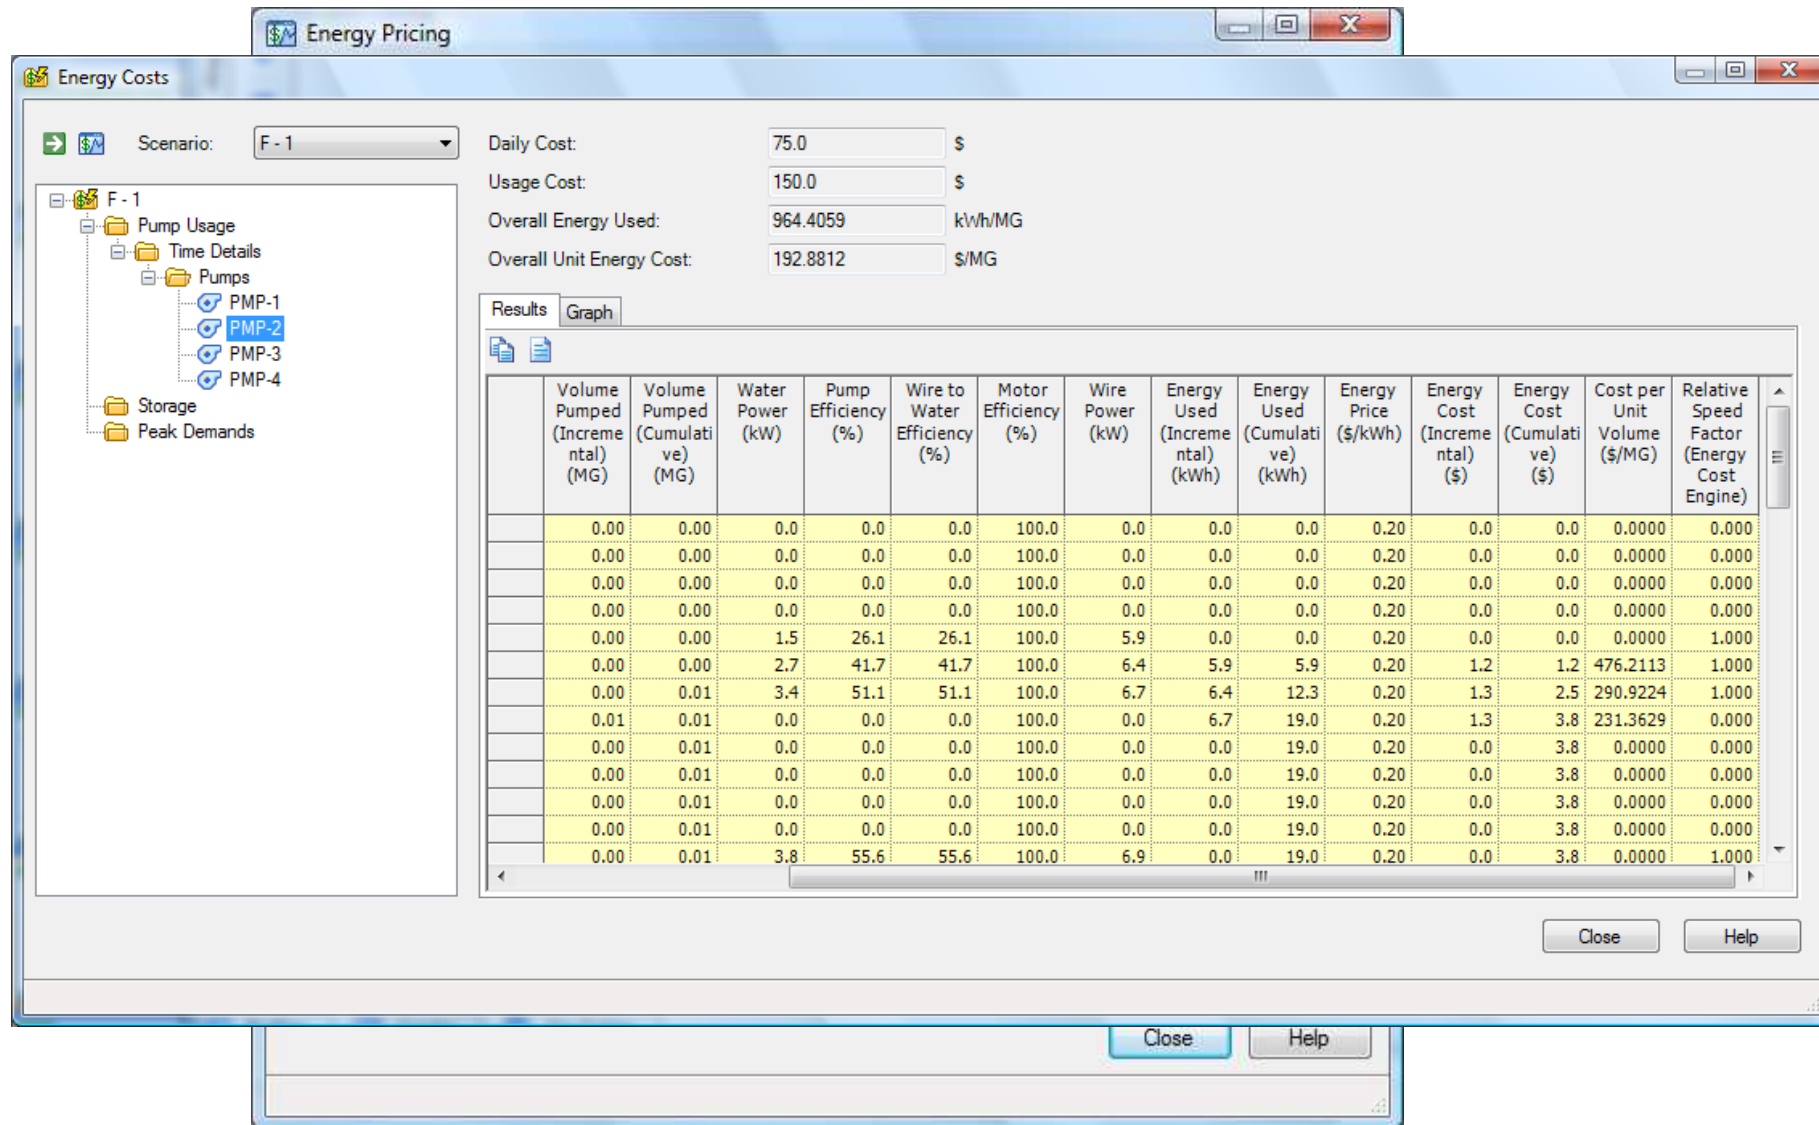 Energy Pricing
Energy Costs
Scenario: F - 1
F - 1
Pump Usage
Time Details
Pumps
PMP-1
PMP-2
PMP-3
PMP-4
Storage
Peak Demands
Daily Cost: 75.0 $
Usage Cost: 150.0 $
Overall Energy Used: 964.4059 kWh/MG
Overall Unit Energy Cost: 192.8812 $/MG
Results Graph
Volume Volume Water Pump Wire to Motor Wire Energy Energy Energy Energy Energy Cost per Relative
Pumped Pumped Power Efficiency Water Efficiency Power Used Used Price Cost Cost Unit Speed
(Increme (Cumulati (kW) (%) Efficiency (%) (kW) (Increme (Cumulati ($/kWh) (Increme (Cumulati Volume Factor
ntal) ve) (%) ntal) ve) ntal) ve) ($/MG) (Energy
(MG) (MG) (kWh) (kWh) ($) ($) Cost
Engine)
0.00 0.00 0.0 0.0 0.0 100.0 0.0 0.0 0.0 0.20 0.0 0.0 0.0000 0.000
0.00 0.00 0.0 0.0 0.0 100.0 0.0 0.0 0.0 0.20 0.0 0.0 0.0000 0.000
0.00 0.00 0.0 0.0 0.0 100.0 0.0 0.0 0.0 0.20 0.0 0.0 0.0000 0.000
0.00 0.00 0.0 0.0 0.0 100.0 0.0 0.0 0.0 0.20 0.0 0.0 0.0000 0.000
0.00 0.00 1.5 26.1 26.1 100.0 5.9 0.0 0.0 0.20 0.0 0.0 0.0000 1.000
0.00 0.00 2.7 41.7 41.7 100.0 6.4 5.9 5.9 0.20 1.2 1.2 476.2113 1.000
0.00 0.01 3.4 51.1 51.1 100.0 6.7 6.4 12.3 0.20 1.3 2.5 290.9224 1.000
0.01 0.01 0.0 0.0 0.0 100.0 0.0 6.7 19.0 0.20 1.3 3.8 231.3629 0.000
0.00 0.01 0.0 0.0 0.0 100.0 0.0 0.0 19.0 0.20 0.0 3.8 0.0000 0.000
0.00 0.01 0.0 0.0 0.0 100.0 0.0 0.0 19.0 0.20 0.0 3.8 0.0000 0.000
0.00 0.01 0.0 0.0 0.0 100.0 0.0 0.0 19.0 0.20 0.0 3.8 0.0000 0.000
0.00 0.01 0.0 0.0 0.0 100.0 0.0 0.0 19.0 0.20 0.0 3.8 0.0000 0.000
0.00 0.01 3.8 55.6 55.6 100.0 6.9 0.0 19.0 0.20 0.0 3.8 0.0000 1.000
Close Help
Close Help